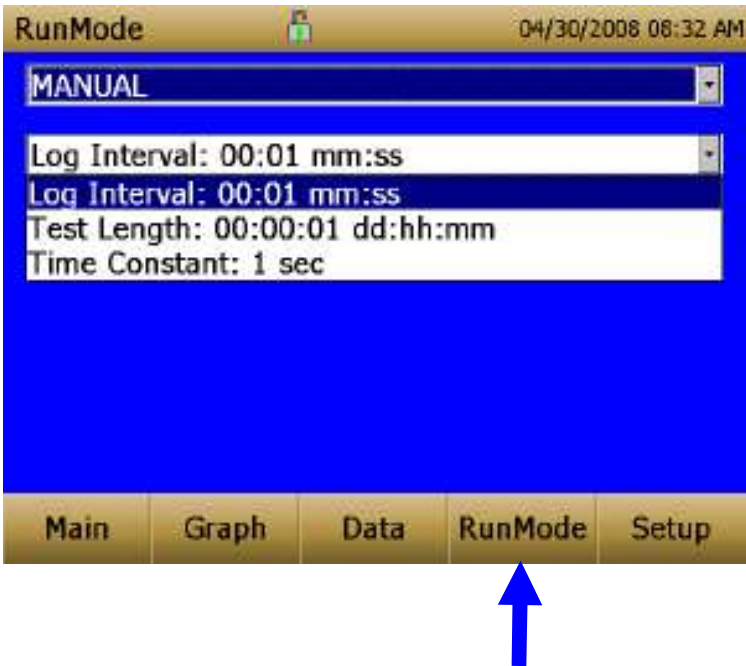 RunMode 04/30/2008 08:32 AM
MANUAL
Log Interval: 00:01 mm:ss
Log Interval: 00:01 mm:ss
Test Length: 00:00:01 dd:hh:mm
Time Constant: 1 sec
Main Graph Data RunMode Setup